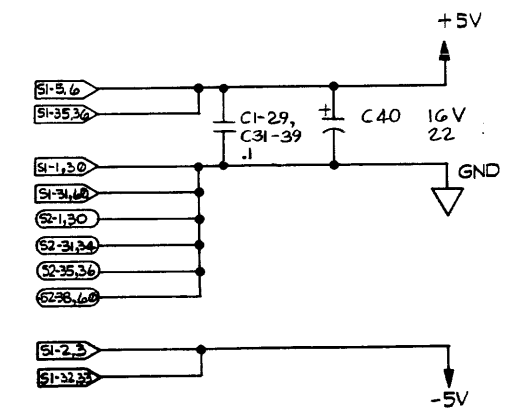 +5V
S1-5,6
S1-35,36
C1-29,
C31-39
.1
+
C40
16V
22
S1-1,30
S1-31,60
GND
S2-1,30
S2-31,34
S2-35,36
S2-38,60
S1-2,3
S1-32,33
-5V